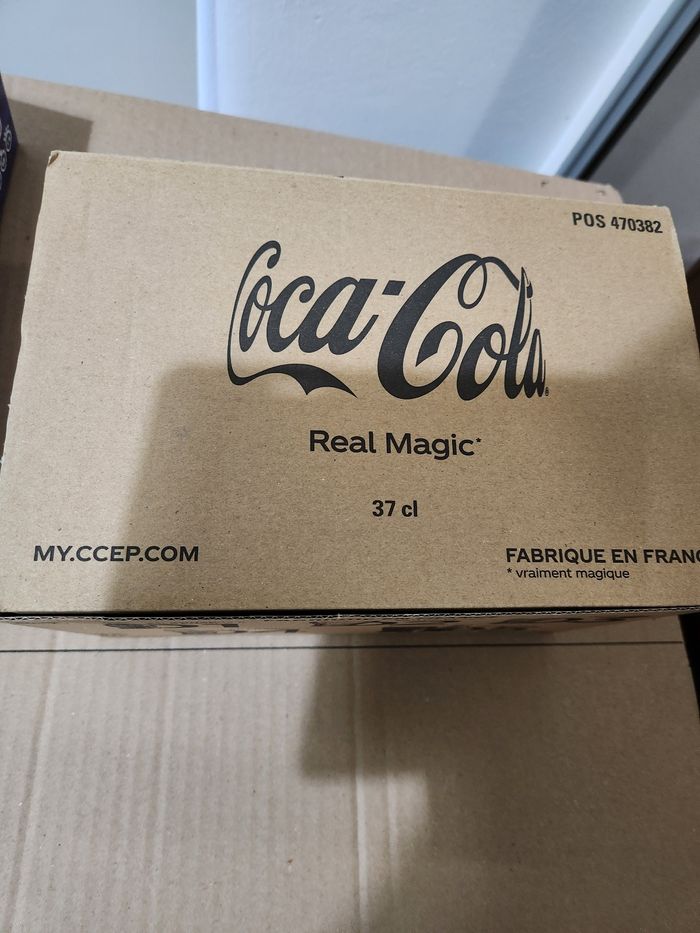 POS 470382
Coca-Cola
Real Magic*
37 cl
MY.CCEP.COM
FABRIQUE EN FRANC
* vraiment magique